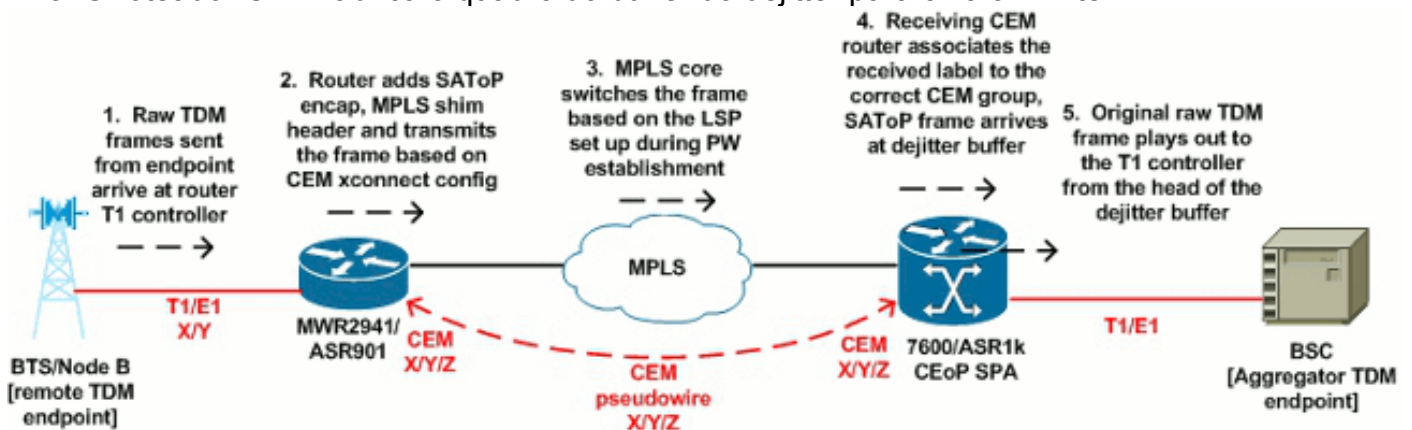 1. Raw TDM
frames sent
from endpoint
arrive at router
T1 controller
2. Router adds SAToP
encap, MPLS shim
header and transmits
the frame based on
CEM xconnect config
3. MPLS core
switches the frame
based on the LSP
set up during PW
establishment
4. Receiving CEM
router associates the
received label to the
correct CEM group,
SAToP frame arrives
at dejitter buffer
5. Original raw TDM
frame plays out to
the T1 controller
from the head of the
dejitter buffer
T1/E1
X/Y
BTS/Node B
[remote TDM
endpoint]
MWR2941/
ASR901
CEM
X/Y/Z
MPLS
CEM
pseudowire
X/Y/Z
CEM
X/Y/Z
7600/ASR1k
CEoP SPA
T1/E1
BSC
[Aggregator TDM
endpoint]